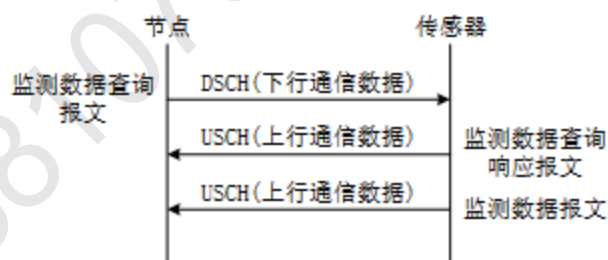 节点
传感器
监测数据查询
报文
DSCH(下行通信数据)
USCH(上行通信数据)
监测数据查询
响应报文
USCH(上行通信数据)
监测数据报文